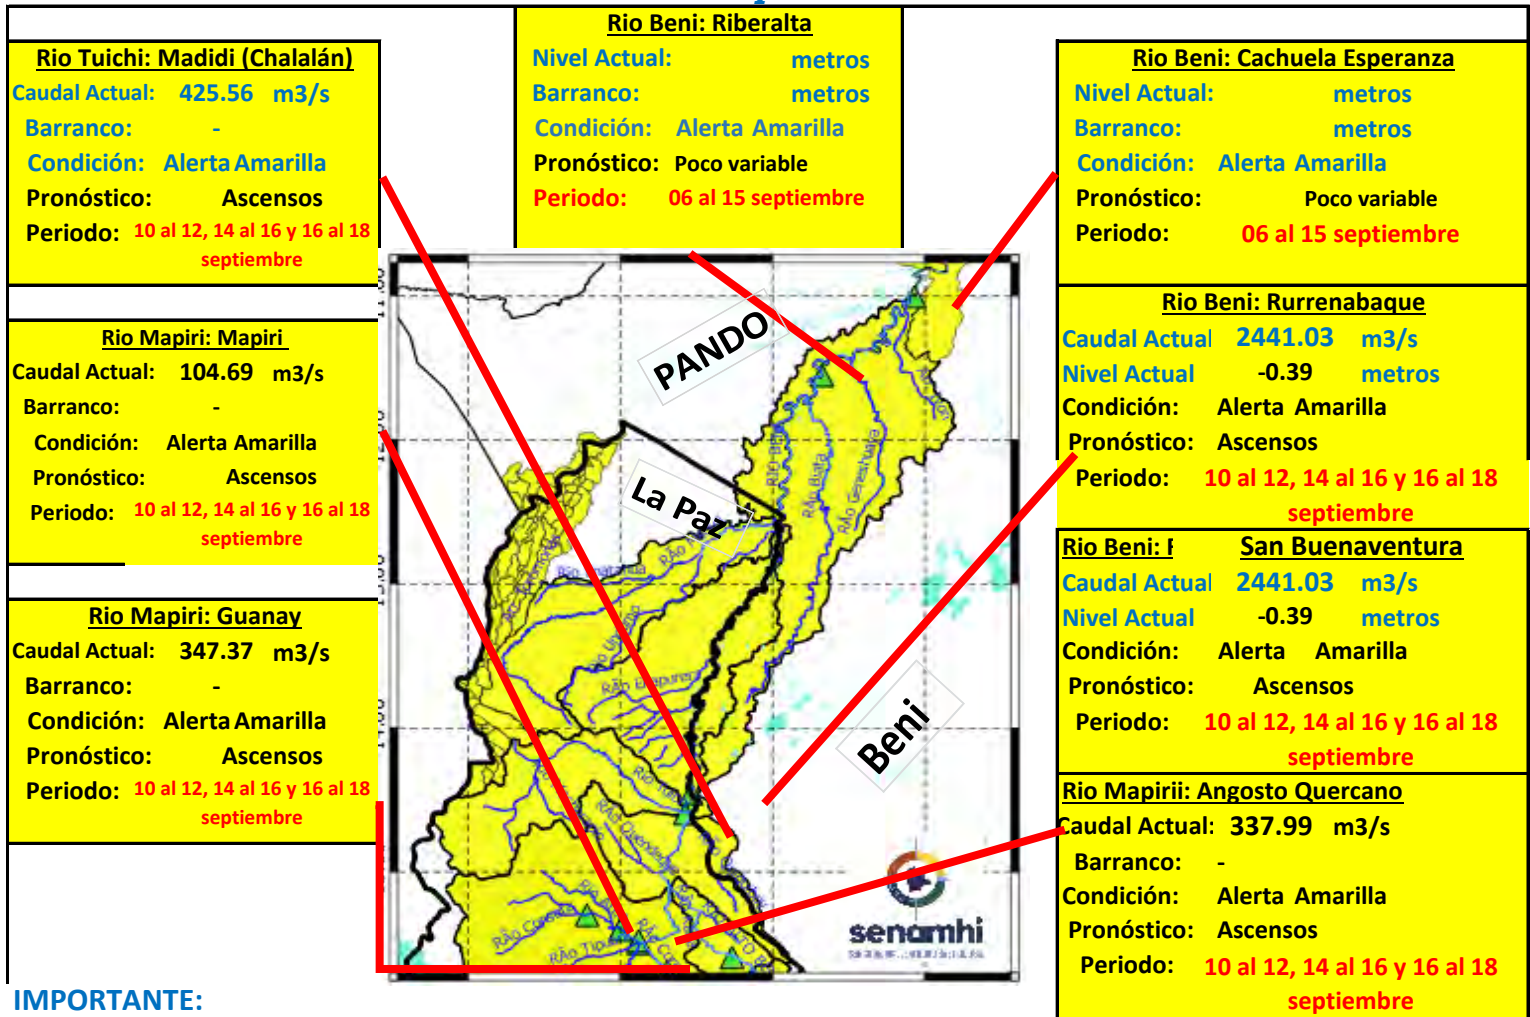 Rio Tuichi: Madidi (Chalalán)
Caudal Actual: 425.56 m3/s
Barranco: -
Condición: Alerta Amarilla
Pronóstico: Ascensos
Periodo: 10 al 12, 14 al 16 y 16 al 18
septiembre
Rio Mapiri: Mapiri
Caudal Actual: 104.69 m3/s
Barranco: -
Condición: Alerta Amarilla
Pronóstico: Ascensos
Periodo: 10 al 12, 14 al 16 y 16 al 18
septiembre
Rio Mapiri: Guanay
Caudal Actual: 347.37 m3/s
Barranco: -
Condición: Alerta Amarilla
Pronóstico: Ascensos
Periodo: 10 al 12, 14 al 16 y 16 al 18
septiembre
Rio Beni: Riberalta
Nivel Actual: metros
Barranco: metros
Condición: Alerta Amarilla
Pronóstico: Poco variable
Periodo: 06 al 15 septiembre
PANDO
La Paz
Beni
RÃo Biata
RÃo Geneshuaya
senamhi
Rio Beni: Cachuela Esperanza
Nivel Actual: metros
Barranco: metros
Condición: Alerta Amarilla
Pronóstico: Poco variable
Periodo: 06 al 15 septiembre
Rio Beni: Rurrenabaque
Caudal Actual 2441.03 m3/s
Nivel Actual -0.39 metros
Condición: Alerta Amarilla
Pronóstico: Ascensos
Periodo: 10 al 12, 14 al 16 y 16 al 18
septiembre
Rio Beni: San Buenaventura
Caudal Actual 2441.03 m3/s
Nivel Actual -0.39 metros
Condición: Alerta Amarilla
Pronóstico: Ascensos
Periodo: 10 al 12, 14 al 16 y 16 al 18
septiembre
Rio Mapirii: Angosto Quercano
Caudal Actual: 337.99 m3/s
Barranco: -
Condición: Alerta Amarilla
Pronóstico: Ascensos
Periodo: 10 al 12, 14 al 16 y 16 al 18
septiembre
IMPORTANTE: